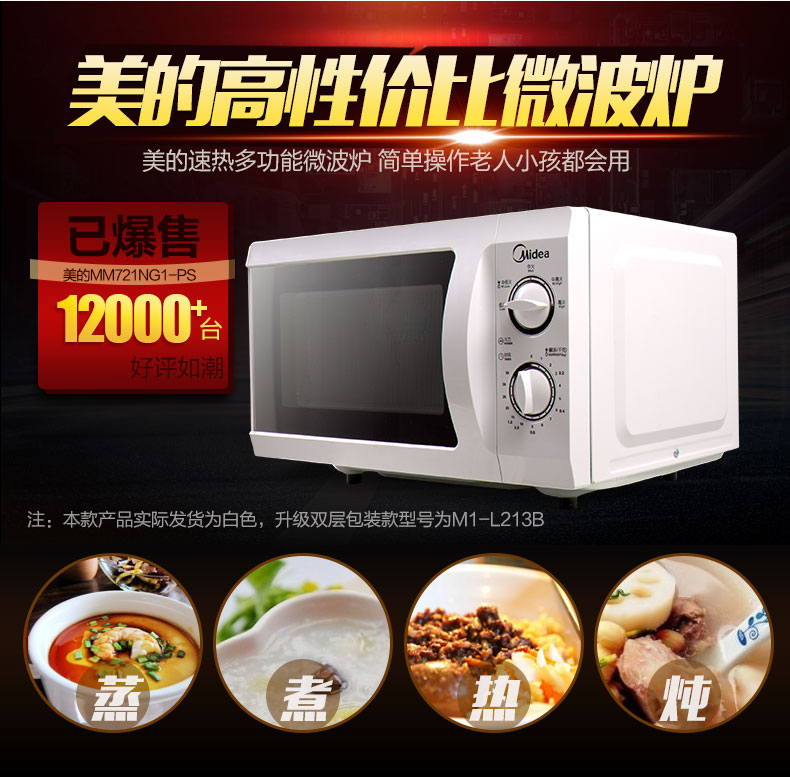 美的高性价比微波炉
美的速热多功能微波炉 简单操作老人小孩都会用
已爆售
美的MM721NG1-PS
12000+台
好评如潮
Midea
注：本款产品实际发货为白色，升级双层包装款型号为M1-L213B
蒸 煮 热 炖